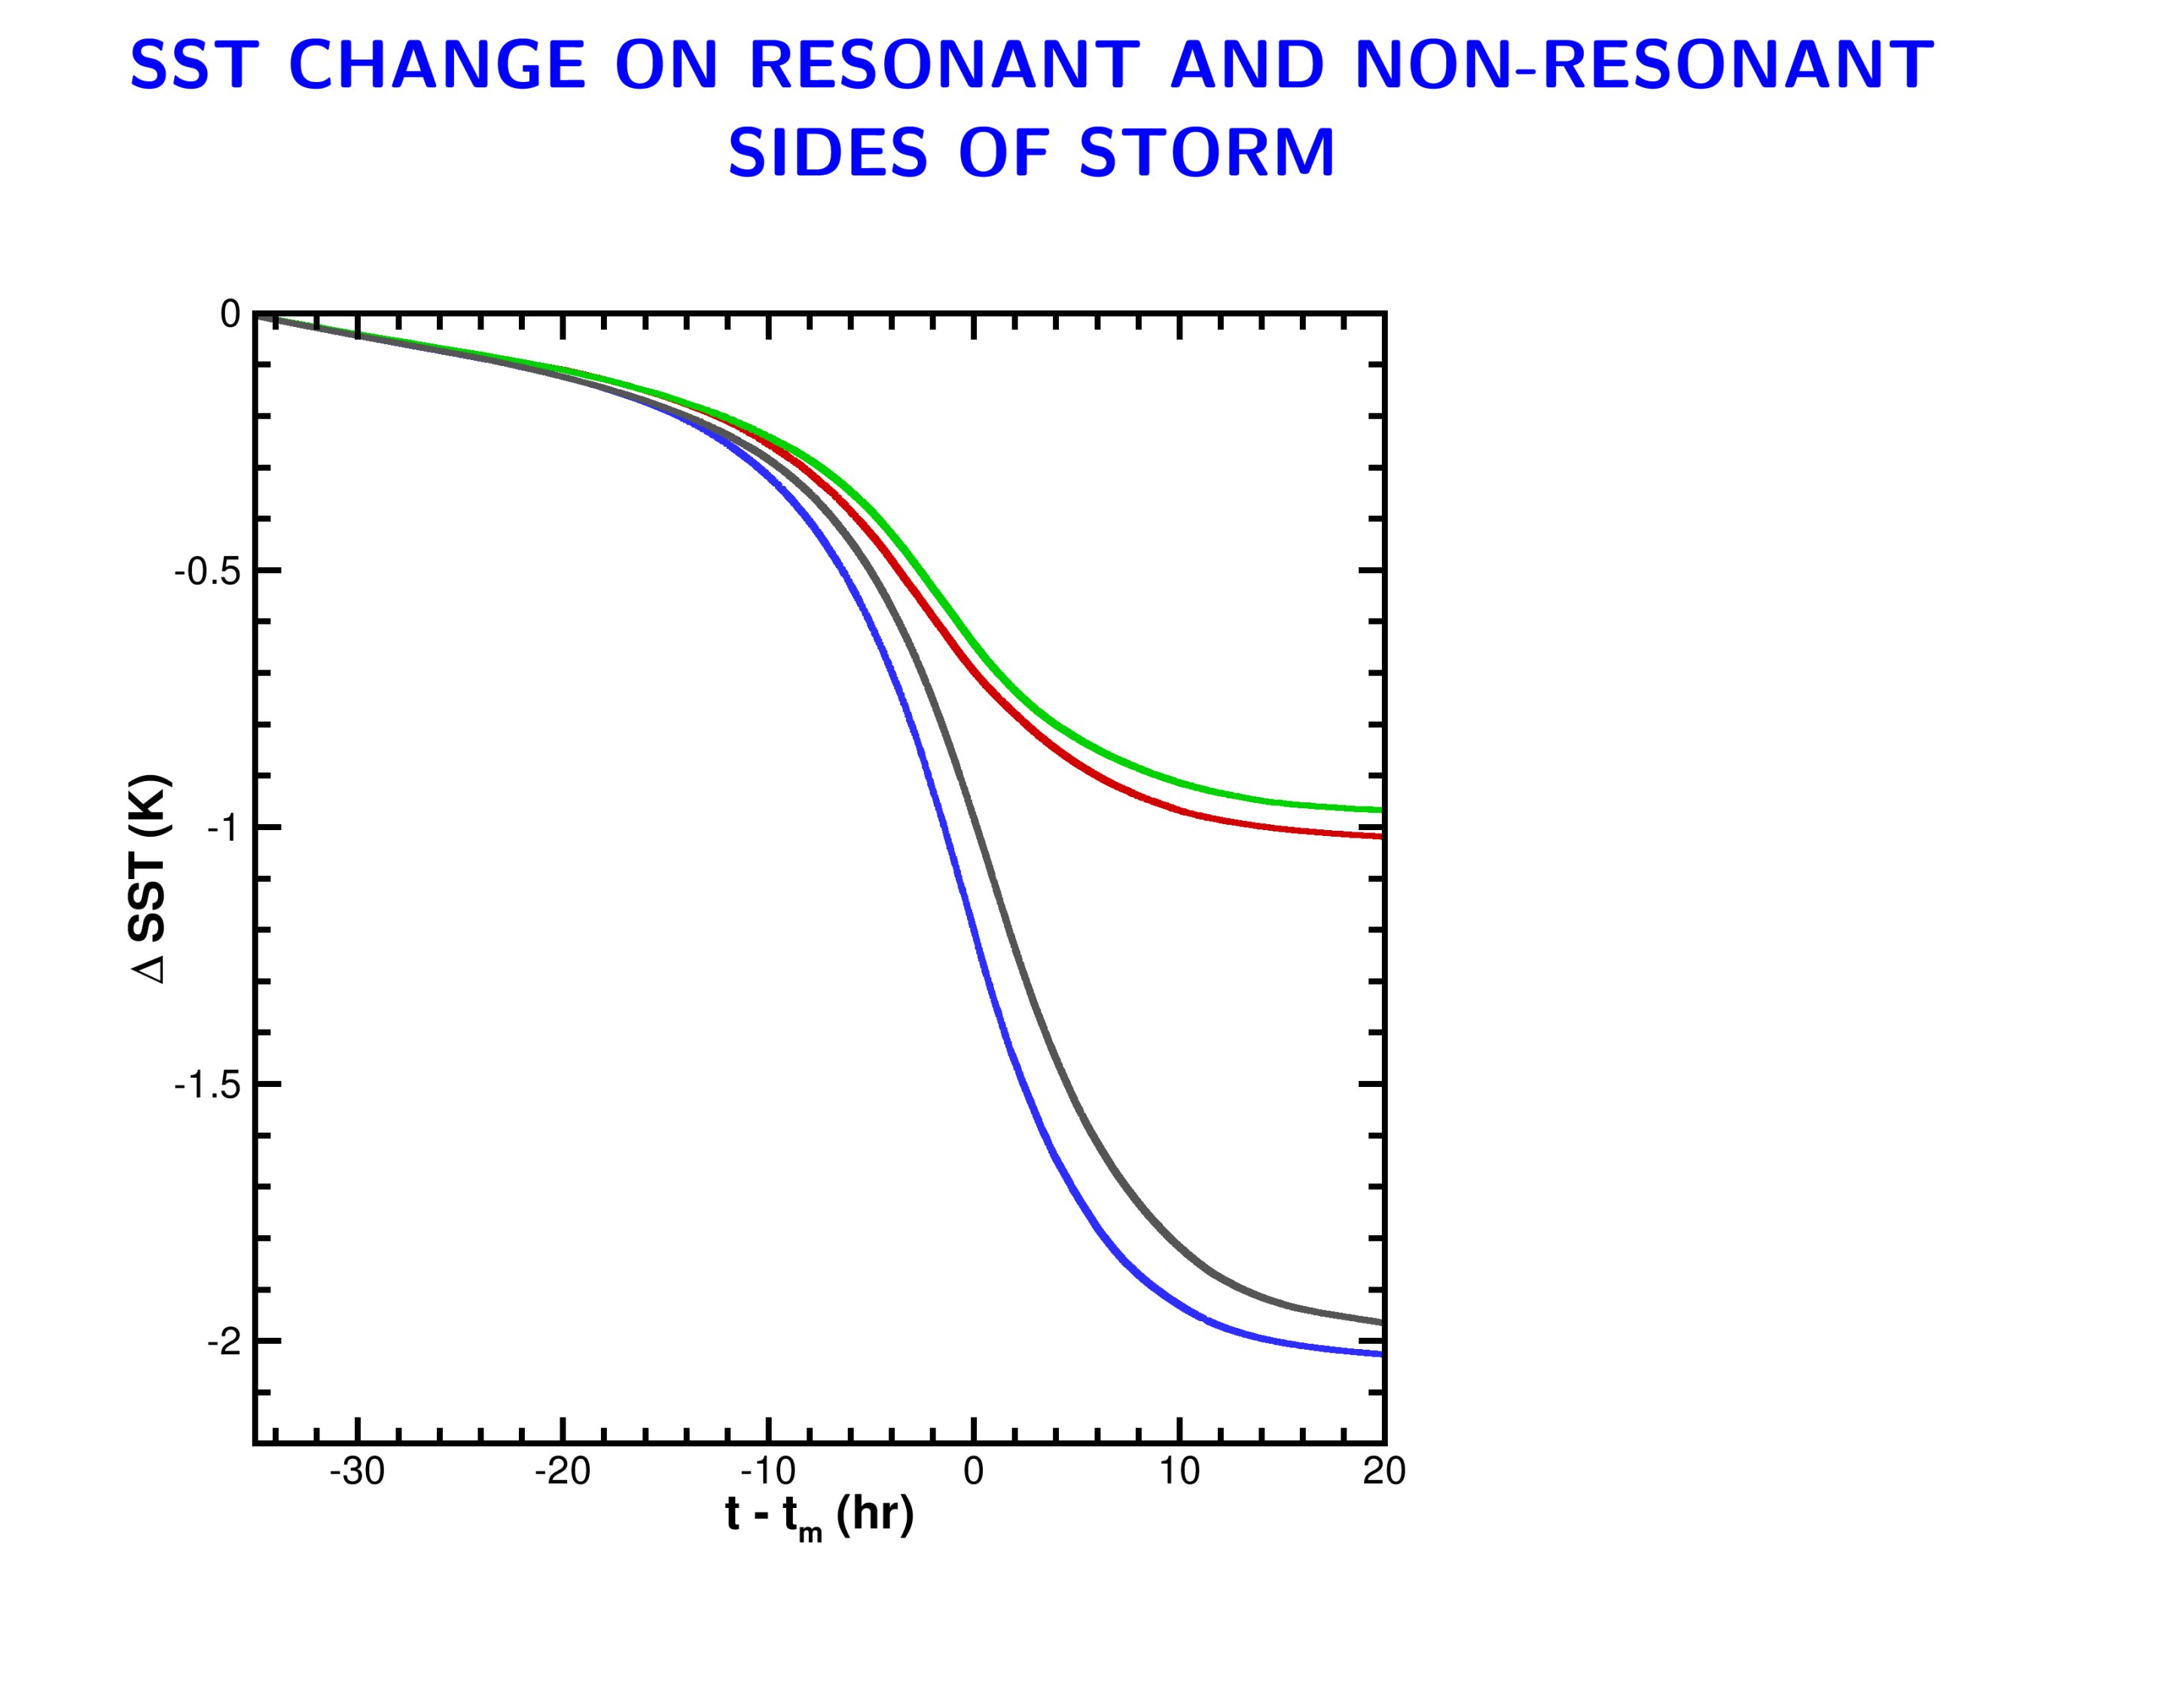 SST CHANGE ON RESONANT AND NON-RESONANT
SIDES OF STORM
0
-0.5
-1
-1.5
-2
Δ SST (K)
-30 -20 -10 0 10 20
t - tm (hr)